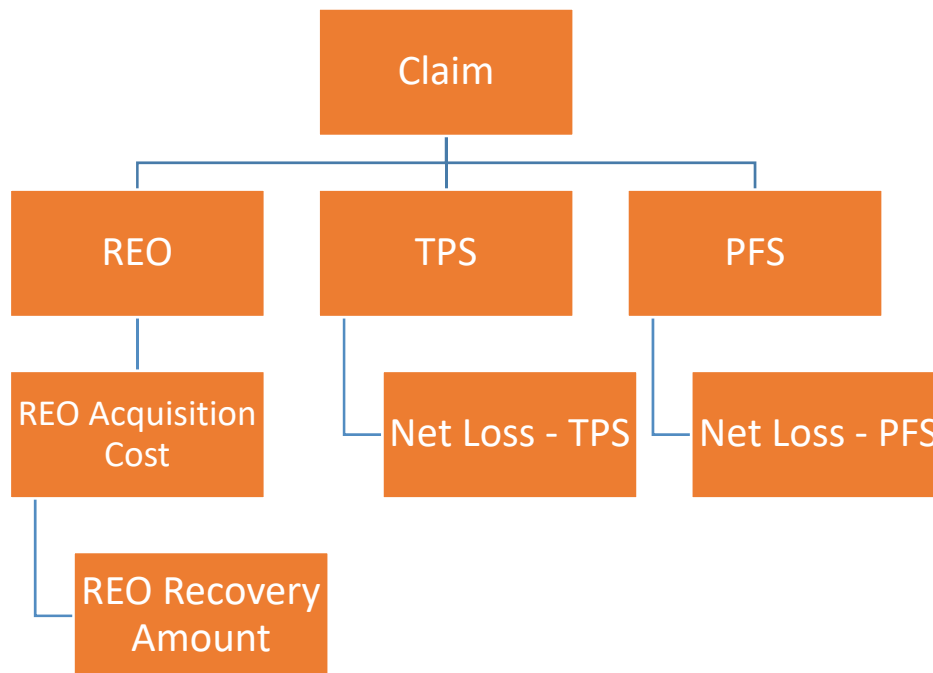 Claim
REO
TPS
PFS
REO Acquisition
Cost
Net Loss - TPS
Net Loss - PFS
REO Recovery
Amount